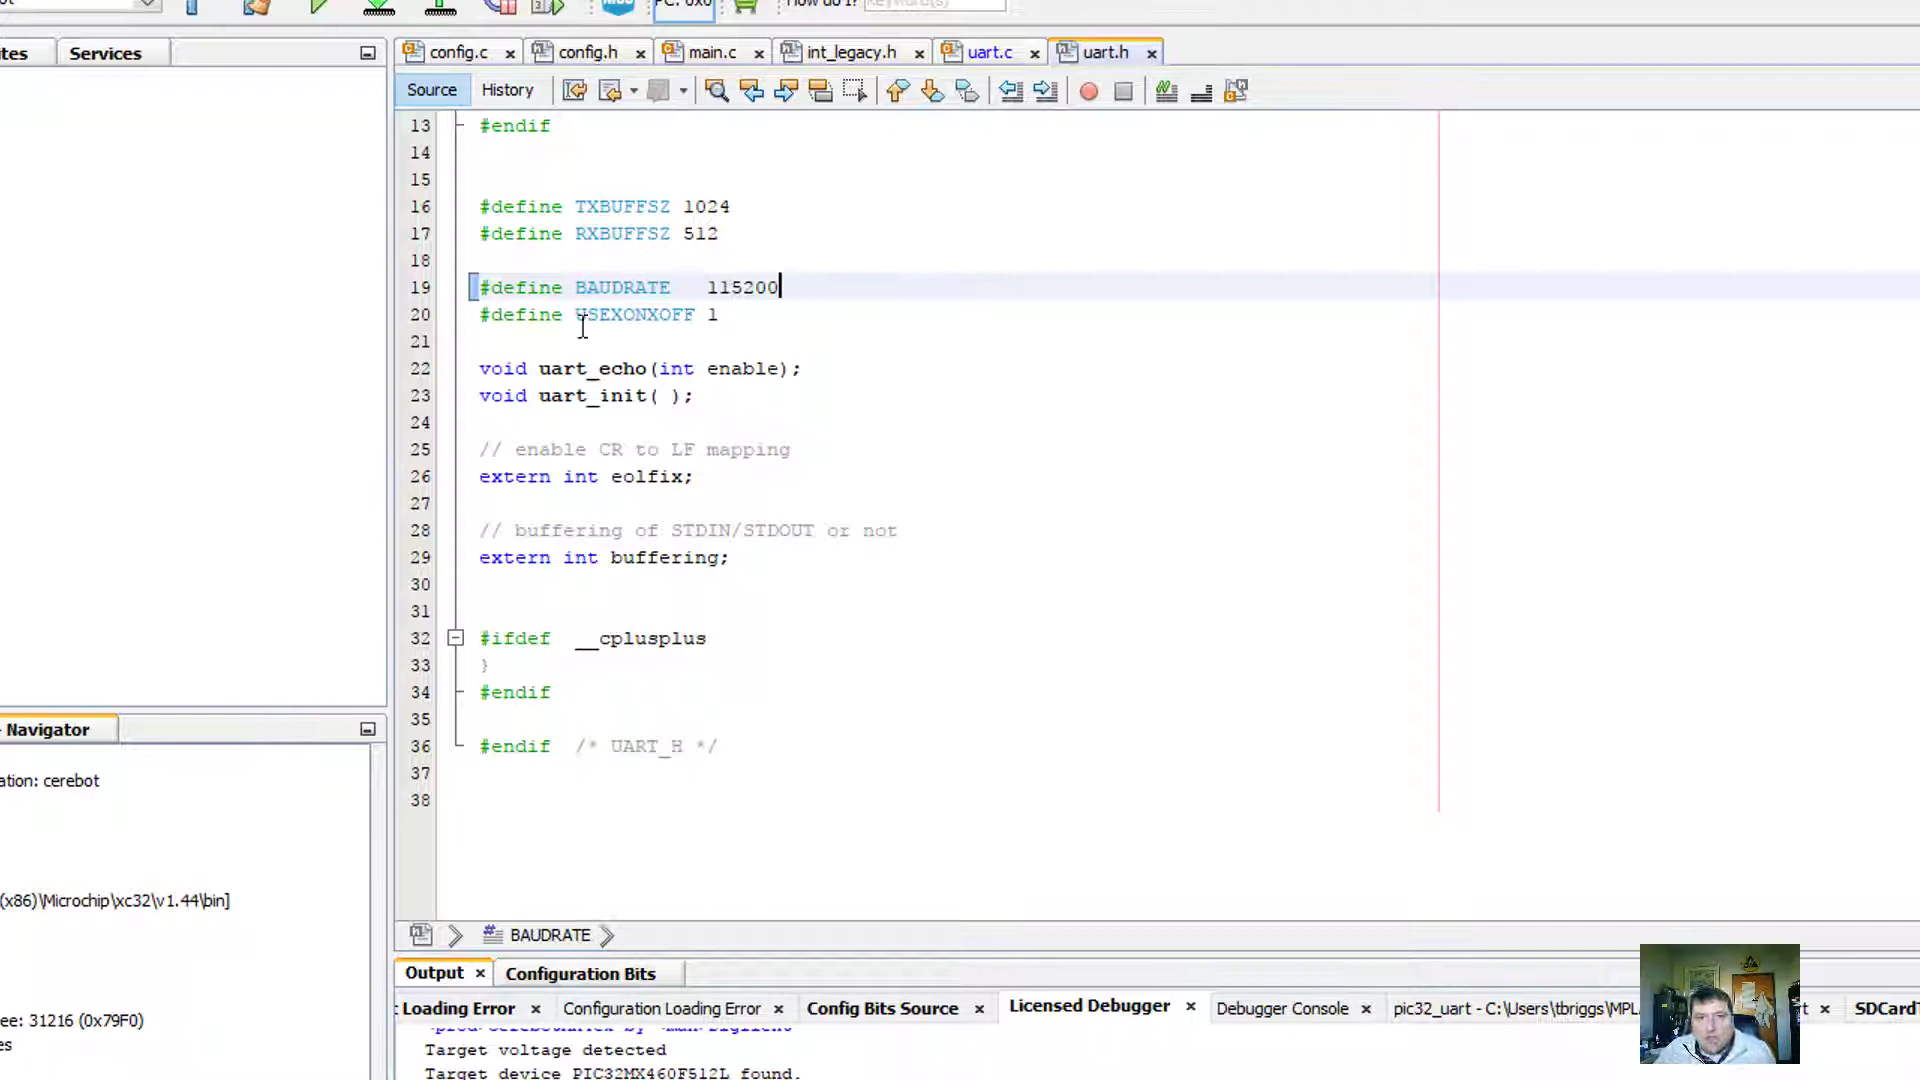 PC: 0x0
How do I?
Services
config.c
config.h
main.c
int_legacy.h
uart.c
uart.h
Source
History
13 #endif
14
15
16 #define TXBUFFSZ 1024
17 #define RXBUFFSZ 512
18
19 #define BAUDRATE 115200
20 #define USEXONXOFF 1
21
22 void uart_echo(int enable);
23 void uart_init( );
24
25 // enable CR to LF mapping
26 extern int eolfix;
27
28 // buffering of STDIN/STDOUT or not
29 extern int buffering;
30
31
32 #ifdef __cplusplus
33 }
34 #endif
35
36 #endif /* UART_H */
37
38
- Navigator
ation: cerebot
(x86)\Microchip\xc32\v1.44\bin]
ee: 31216 (0x79F0)
es
BAUDRATE
Output
Configuration Bits
Loading Error
Configuration Loading Error
Config Bits Source
Licensed Debugger
Debugger Console
pic32_uart - C:\Users\tbriggs\MPL
t
SDCard
Target voltage detected
Target device PIC32MX460F512L found.